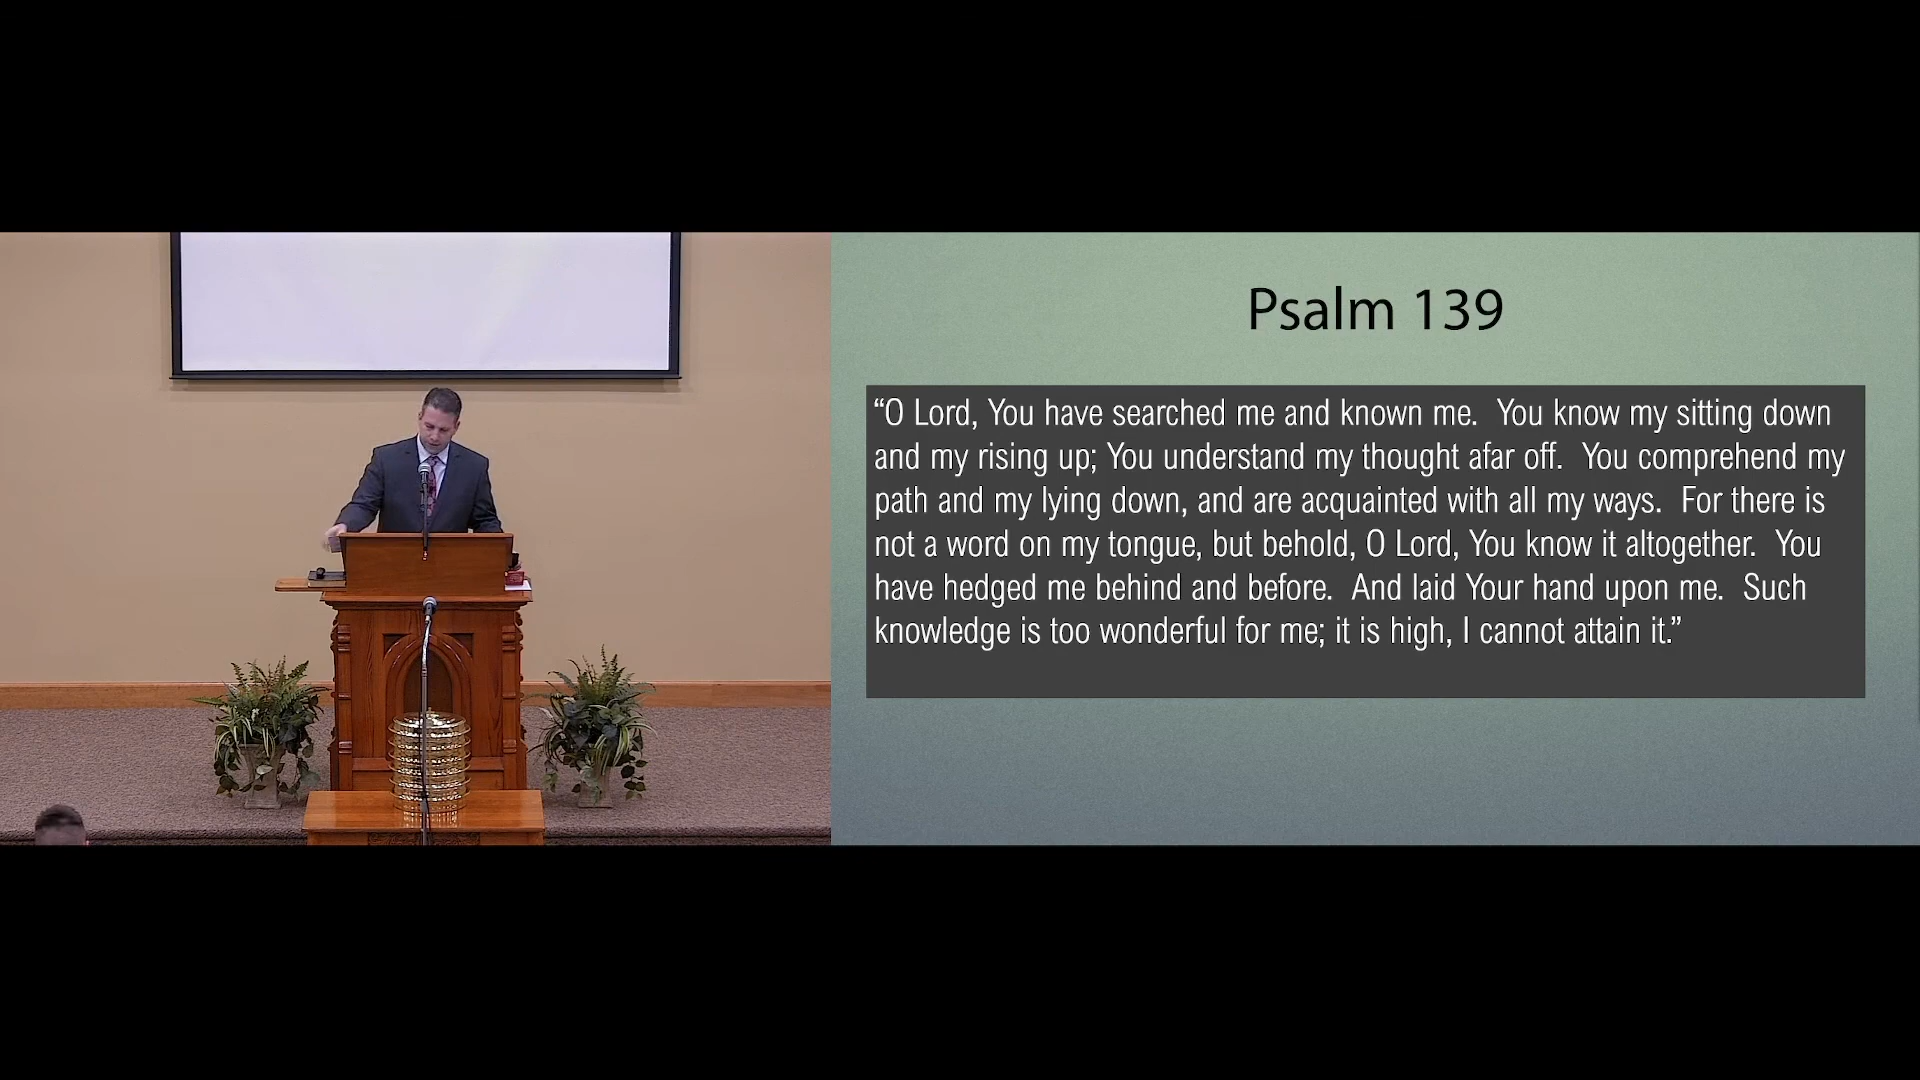 Psalm 139
“O Lord, You have searched me and known me.  You know my sitting down
and my rising up; You understand my thought afar off.  You comprehend my
path and my lying down, and are acquainted with all my ways.  For there is
not a word on my tongue, but behold, O Lord, You know it altogether.  You
have hedged me behind and before.  And laid Your hand upon me.  Such
knowledge is too wonderful for me; it is high, I cannot attain it.”